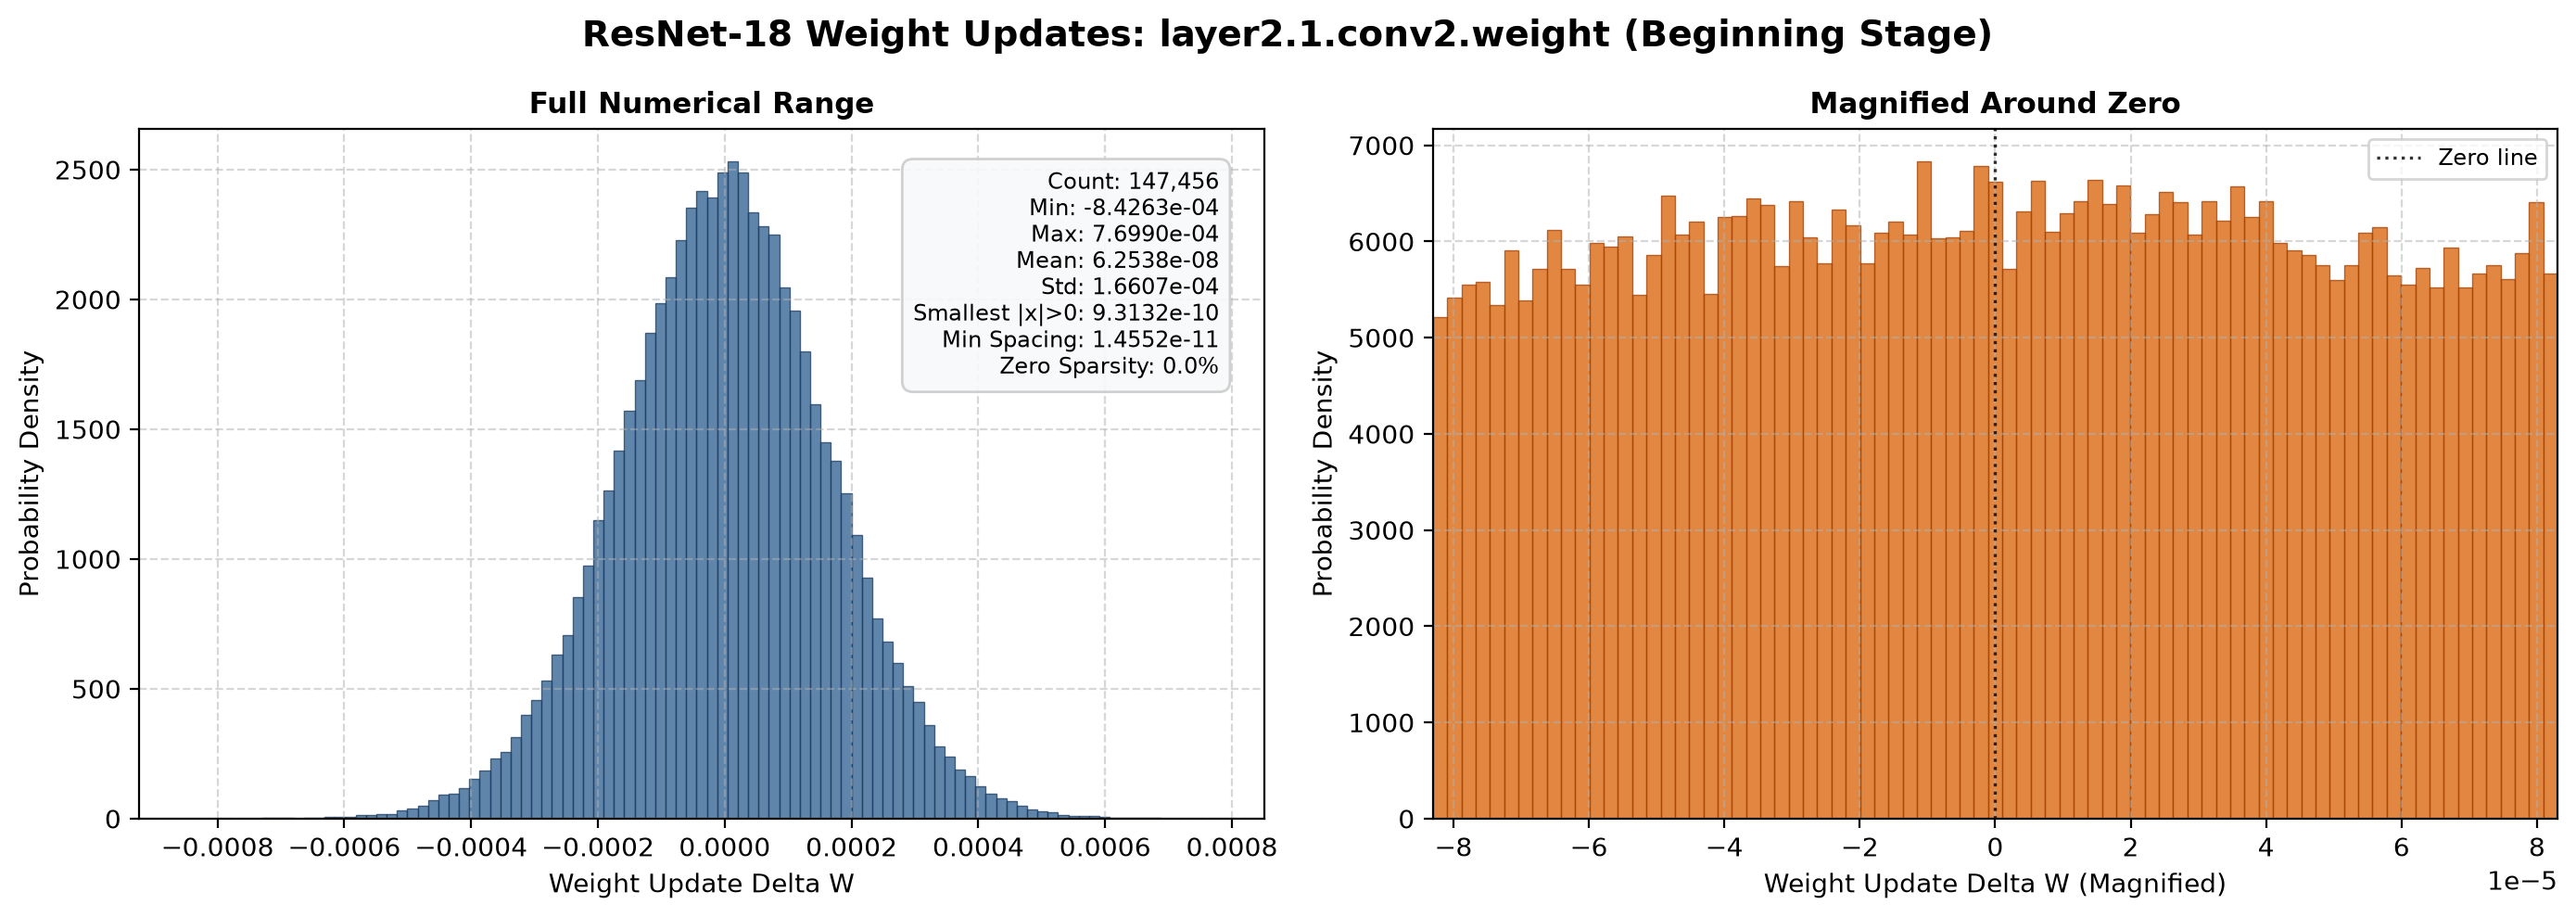 ResNet-18 Weight Updates: layer2.1.conv2.weight (Beginning Stage)
Full Numerical Range
Probability Density
2500
2000
1500
1000
500
0
Count: 147,456
Min: -8.4263e-04
Max: 7.6990e-04
Mean: 6.2538e-08
Std: 1.6607e-04
Smallest |x|>0: 9.3132e-10
Min Spacing: 1.4552e-11
Zero Sparsity: 0.0%
−0.0008 −0.0006 −0.0004 −0.0002 0.0000 0.0002 0.0004 0.0006 0.0008
Weight Update Delta W
Magnified Around Zero
Probability Density
7000
6000
5000
4000
3000
2000
1000
0
Zero line
−8 −6 −4 −2 0 2 4 6 8
1e−5
Weight Update Delta W (Magnified)